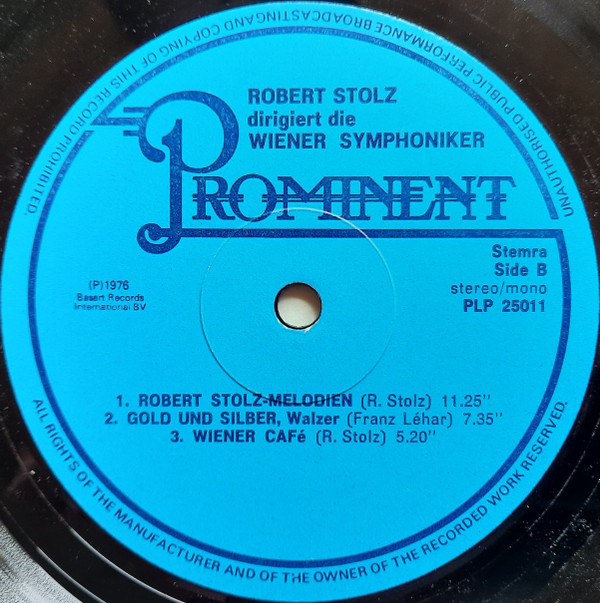 ROBERT STOLZ
dirigiert die
WIENER SYMPHONIKER
PROMINENT
Stemra
Side B
stereo/mono
PLP 25011
(P)1976
Basart Records
International BV
1. ROBERT STOLZ-MELODIEN (R. Stolz) 11.25"
2. GOLD UND SILBER, Walzer (Franz Léhar) 7.35"
3. WIENER CAFé (R. Stolz) 5.20"
ALL RIGHTS OF THE MANUFACTURER AND OF THE OWNER OF THE RECORDED WORK RESERVED.
UNAUTHORISED PUBLIC PERFORMANCE BROADCASTINGAND COPYING OF THIS RECORD PROHIBITED.